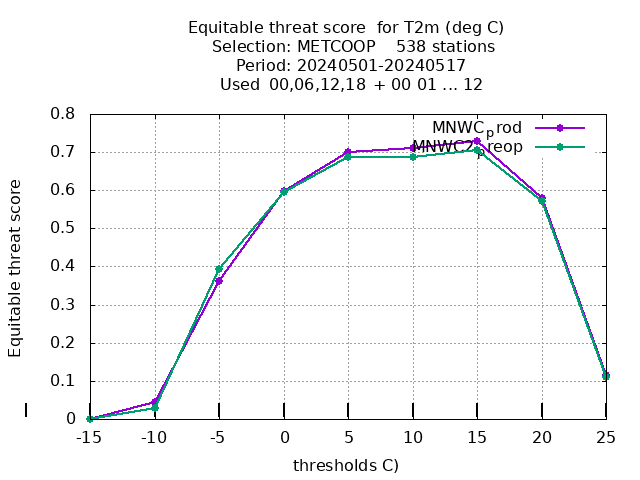 Equitable threat score for T2m (deg C)
Selection: METCOOP 538 stations
Period: 20240501-20240517
Used 00,06,12,18 + 00 01 ... 12
MNWC_prod
MNWC2_preop
Equitable threat score
0.8
0.7
0.6
0.5
0.4
0.3
0.2
0.1
0
-15 -10 -5 0 5 10 15 20 25
thresholds C)